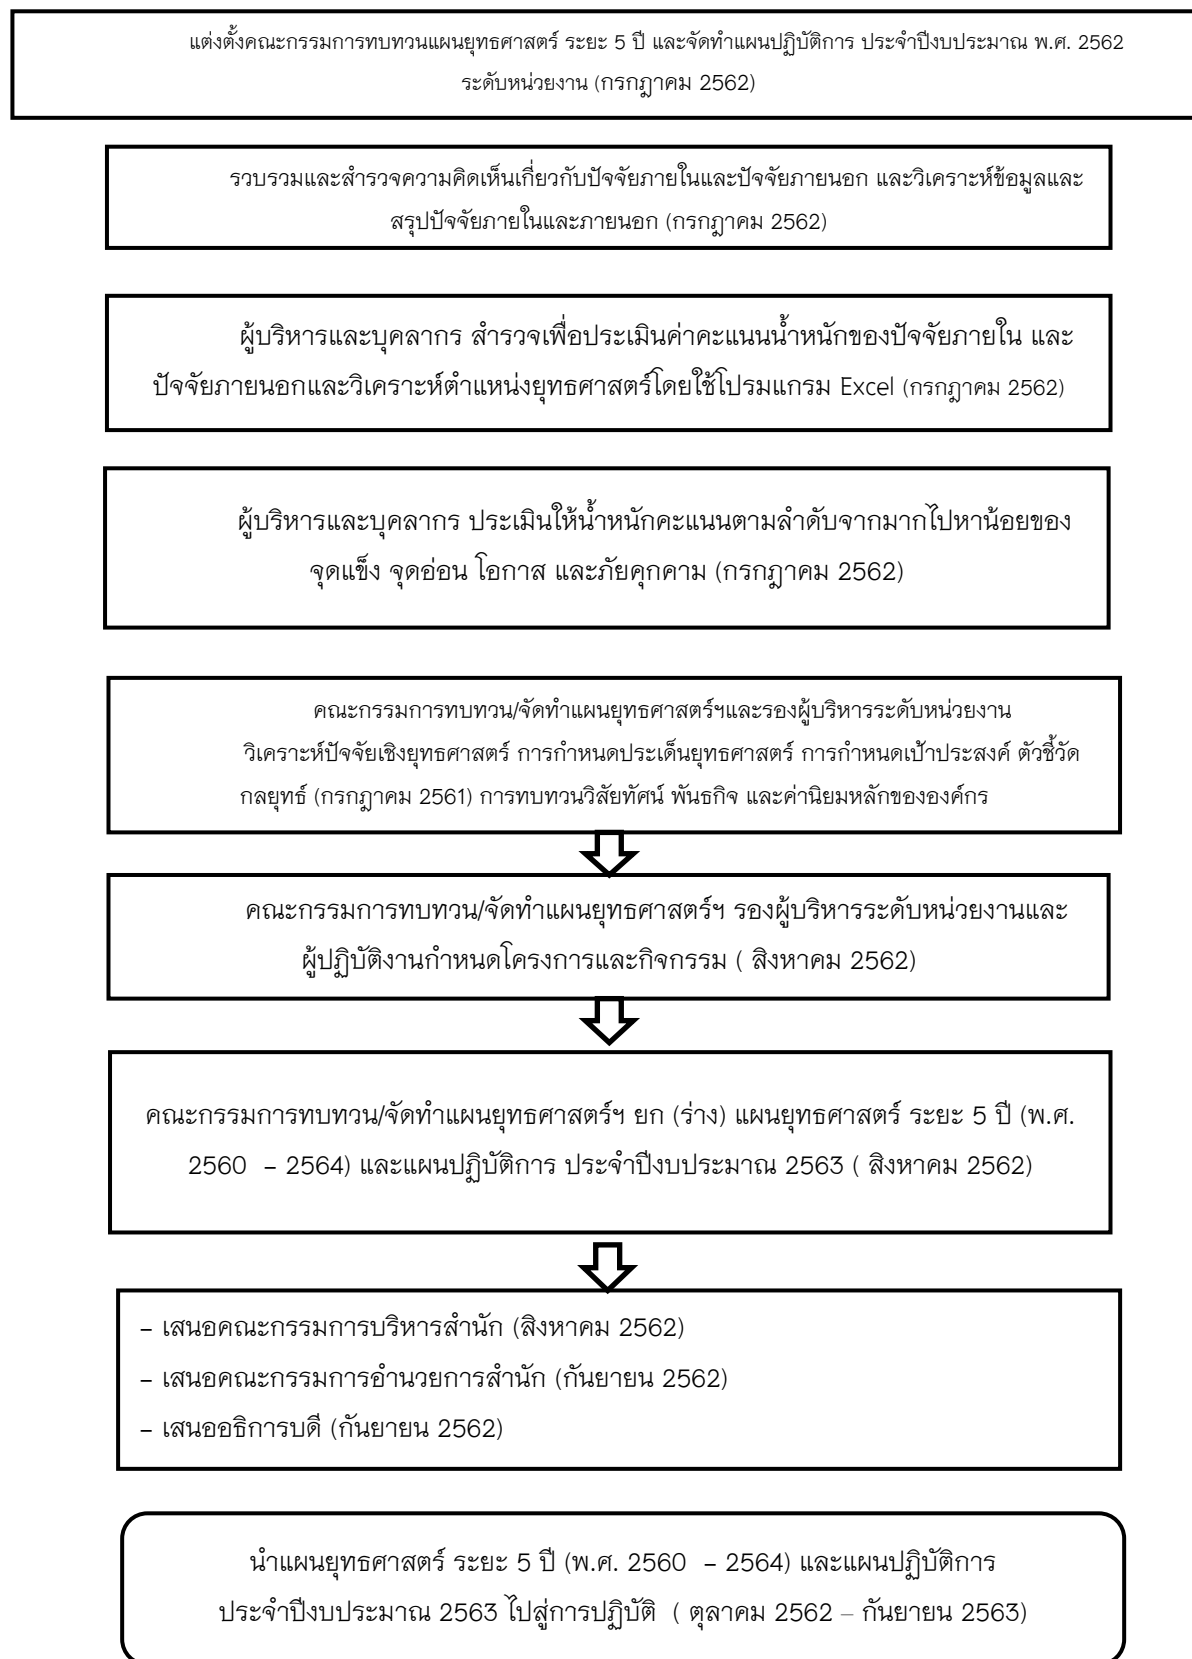 แต่งตั้งคณะกรรมการทบทวนแผนยุทธศาสตร์ ระยะ 5 ปี และจัดทำแผนปฏิบัติการ ประจำปีงบประมาณ พ.ศ. 2562
ระดับหน่วยงาน (กรกฎาคม 2562)
รวบรวมและสำรวจความคิดเห็นเกี่ยวกับปัจจัยภายในและปัจจัยภายนอก และวิเคราะห์ข้อมูลและ
สรุปปัจจัยภายในและภายนอก (กรกฎาคม 2562)
ผู้บริหารและบุคลากร สำรวจเพื่อประเมินค่าคะแนนน้ำหนักของปัจจัยภายใน และ
ปัจจัยภายนอกและวิเคราะห์ตำแหน่งยุทธศาสตร์โดยใช้โปรมแกรม Excel (กรกฎาคม 2562)
ผู้บริหารและบุคลากร ประเมินให้น้ำหนักคะแนนตามลำดับจากมากไปหาน้อยของ
จุดแข็ง จุดอ่อน โอกาส และภัยคุกคาม (กรกฎาคม 2562)
คณะกรรมการทบทวน/จัดทำแผนยุทธศาสตร์ฯและรองผู้บริหารระดับหน่วยงาน
วิเคราะห์ปัจจัยเชิงยุทธศาสตร์ การกำหนดประเด็นยุทธศาสตร์ การกำหนดเป้าประสงค์ ตัวชี้วัด
กลยุทธ์ (กรกฎาคม 2561) การทบทวนวิสัยทัศน์ พันธกิจ และค่านิยมหลักขององค์กร
คณะกรรมการทบทวน/จัดทำแผนยุทธศาสตร์ฯ รองผู้บริหารระดับหน่วยงานและ
ผู้ปฏิบัติงานกำหนดโครงการและกิจกรรม ( สิงหาคม 2562)
คณะกรรมการทบทวน/จัดทำแผนยุทธศาสตร์ฯ ยก (ร่าง) แผนยุทธศาสตร์ ระยะ 5 ปี (พ.ศ.
2560 – 2564) และแผนปฏิบัติการ ประจำปีงบประมาณ 2563 ( สิงหาคม 2562)
– เสนอคณะกรรมการบริหารสำนัก (สิงหาคม 2562)
– เสนอคณะกรรมการอำนวยการสำนัก (กันยายน 2562)
– เสนออธิการบดี (กันยายน 2562)
นำแผนยุทธศาสตร์ ระยะ 5 ปี (พ.ศ. 2560 – 2564) และแผนปฏิบัติการ
ประจำปีงบประมาณ 2563 ไปสู่การปฏิบัติ ( ตุลาคม 2562 – กันยายน 2563)